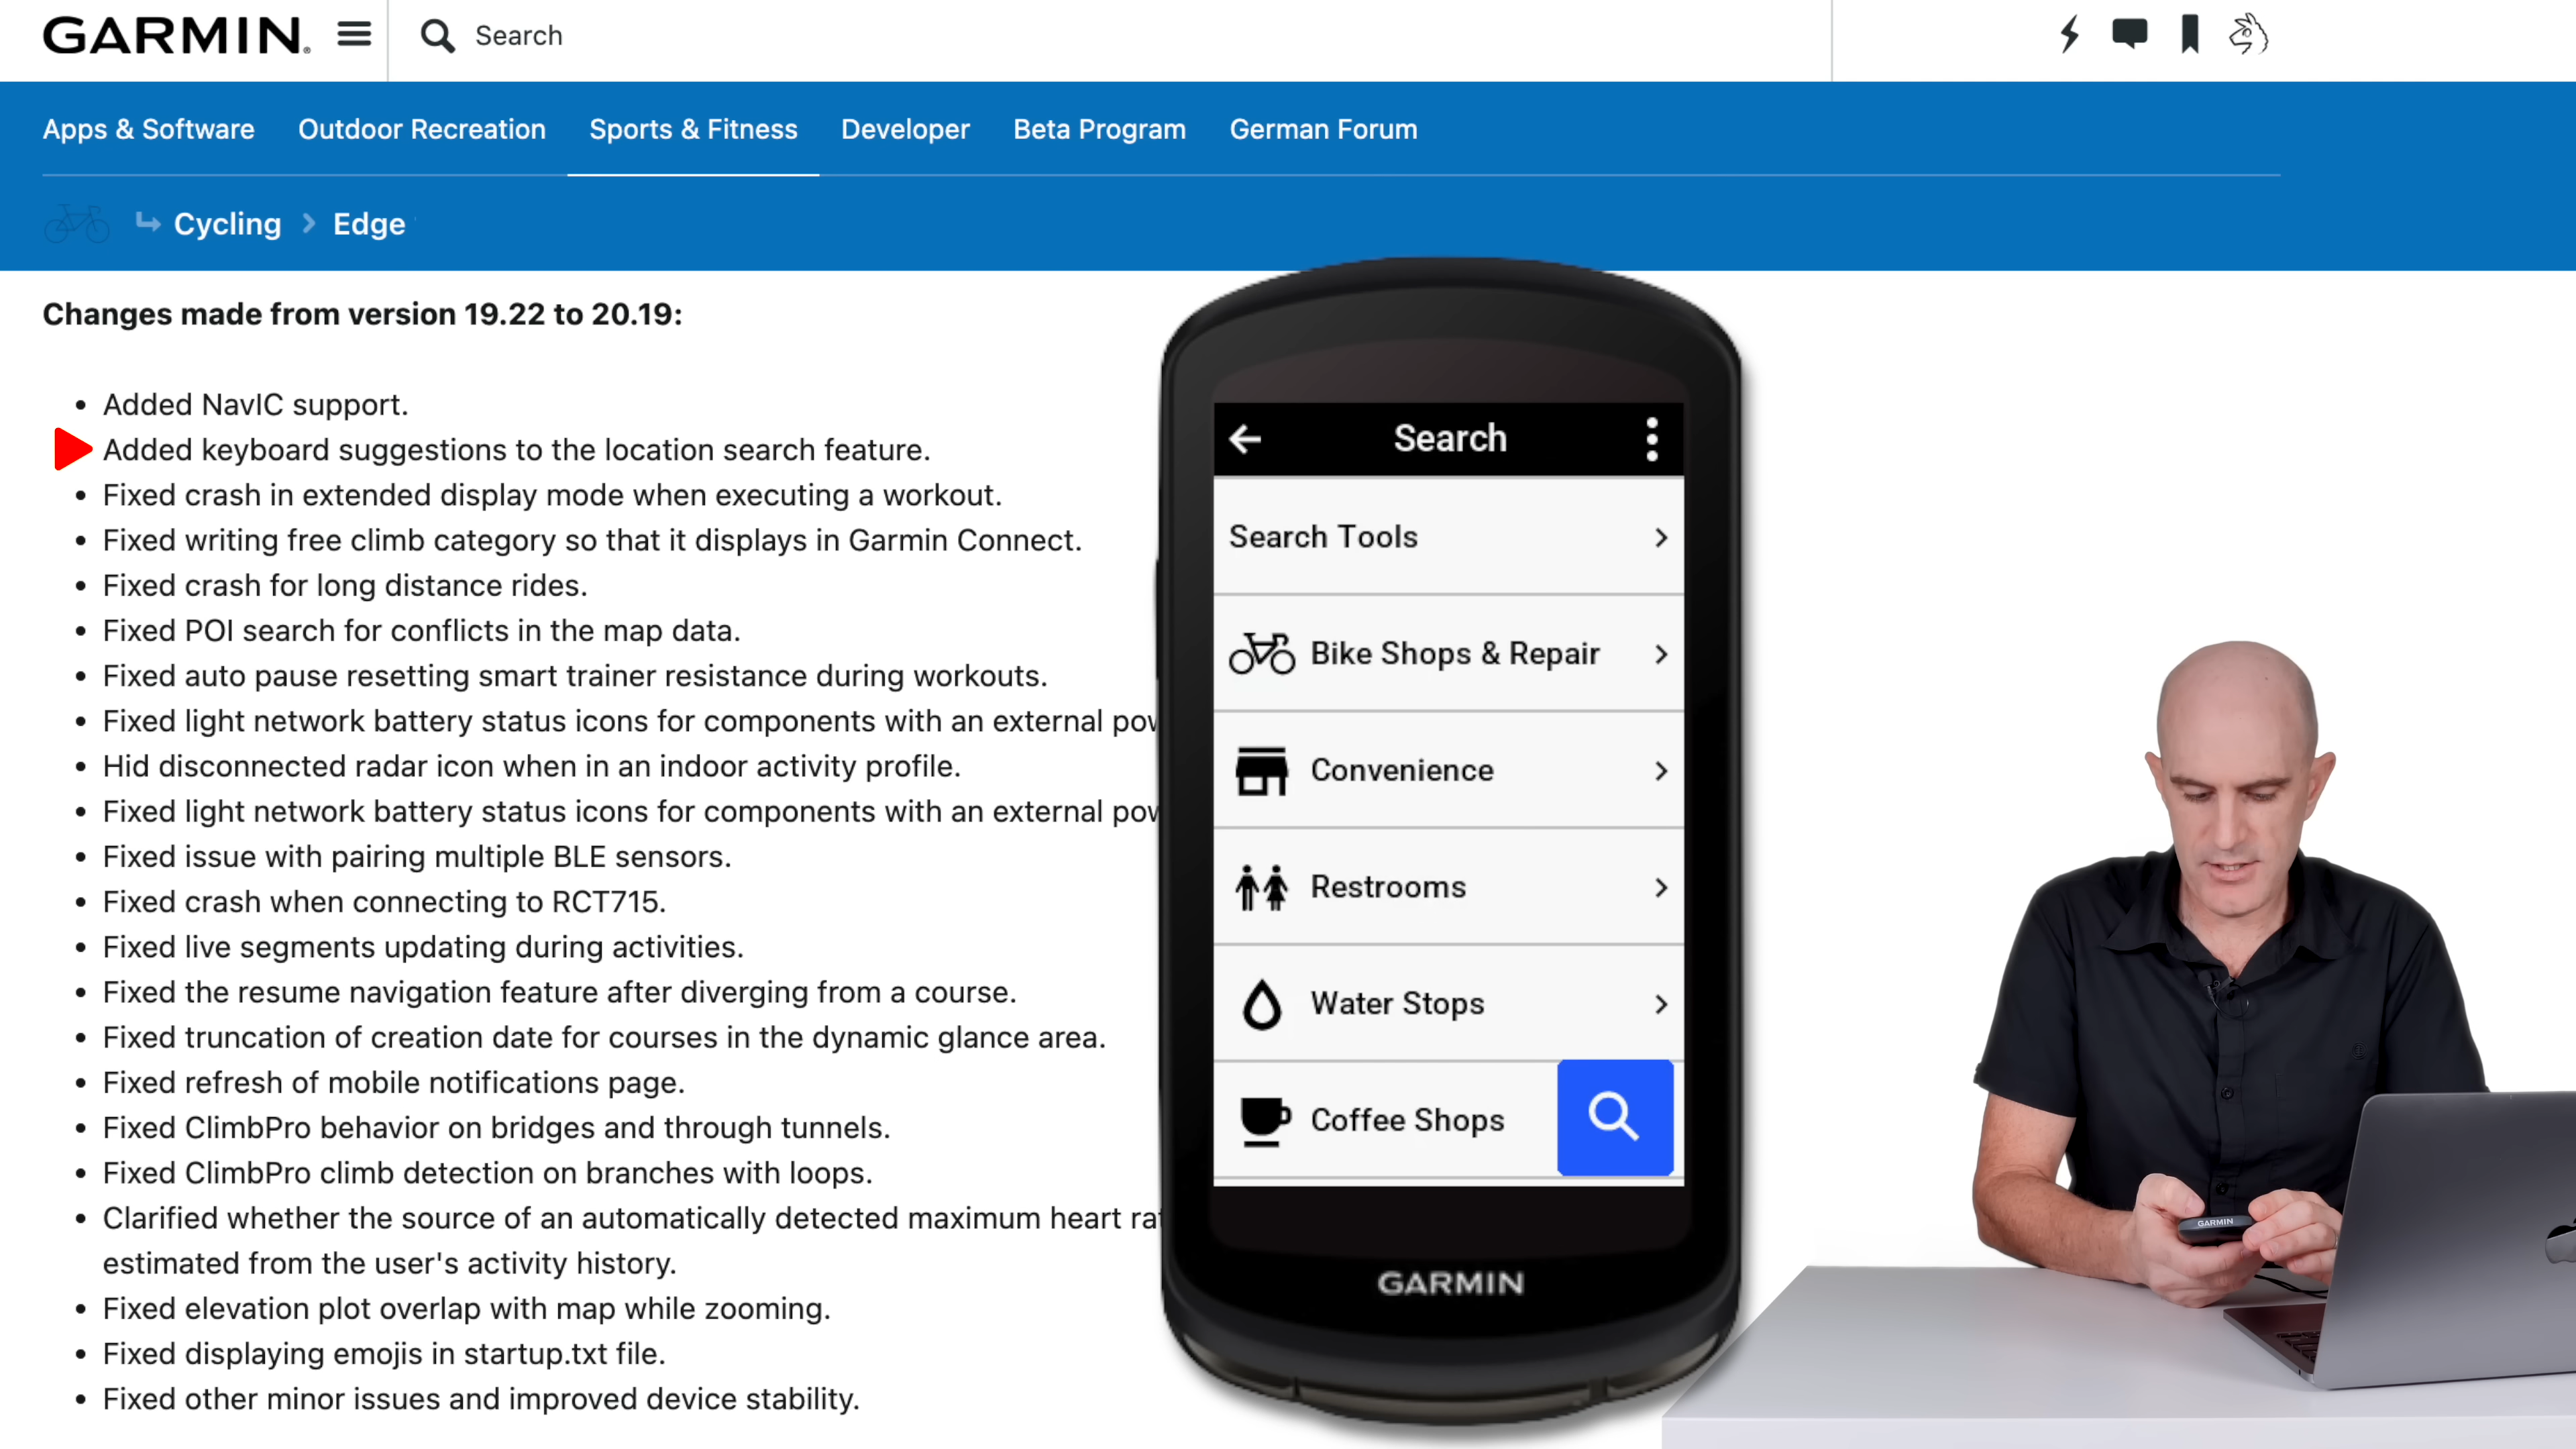 GARMIN.
Search
Apps & Software
Outdoor Recreation
Sports & Fitness
Developer
Beta Program
German Forum
Cycling
Edge
Changes made from version 19.22 to 20.19:
Added NavIC support.
Added keyboard suggestions to the location search feature.
Fixed crash in extended display mode when executing a workout.
Fixed writing free climb category so that it displays in Garmin Connect.
Fixed crash for long distance rides.
Fixed POI search for conflicts in the map data.
Fixed auto pause resetting smart trainer resistance during workouts.
Fixed light network battery status icons for components with an external
Hid disconnected radar icon when in an indoor activity profile.
Fixed light network battery status icons for components with an external
Fixed issue with pairing multiple BLE sensors.
Fixed crash when connecting to RCT715.
Fixed live segments updating during activities.
Fixed the resume navigation feature after diverging from a course.
Fixed truncation of creation date for courses in the dynamic glance area.
Fixed refresh of mobile notifications page.
Fixed ClimbPro behavior on bridges and through tunnels.
Fixed ClimbPro climb detection on branches with loops.
Clarified whether the source of an automatically detected maximum heart
estimated from the user's activity history.
Fixed elevation plot overlap with map while zooming.
Fixed displaying emojis in startup.txt file.
Fixed other minor issues and improved device stability.
Search
Search Tools
Bike Shops & Repair
Convenience
Restrooms
Water Stops
Coffee Shops
GARMIN
GARMIN